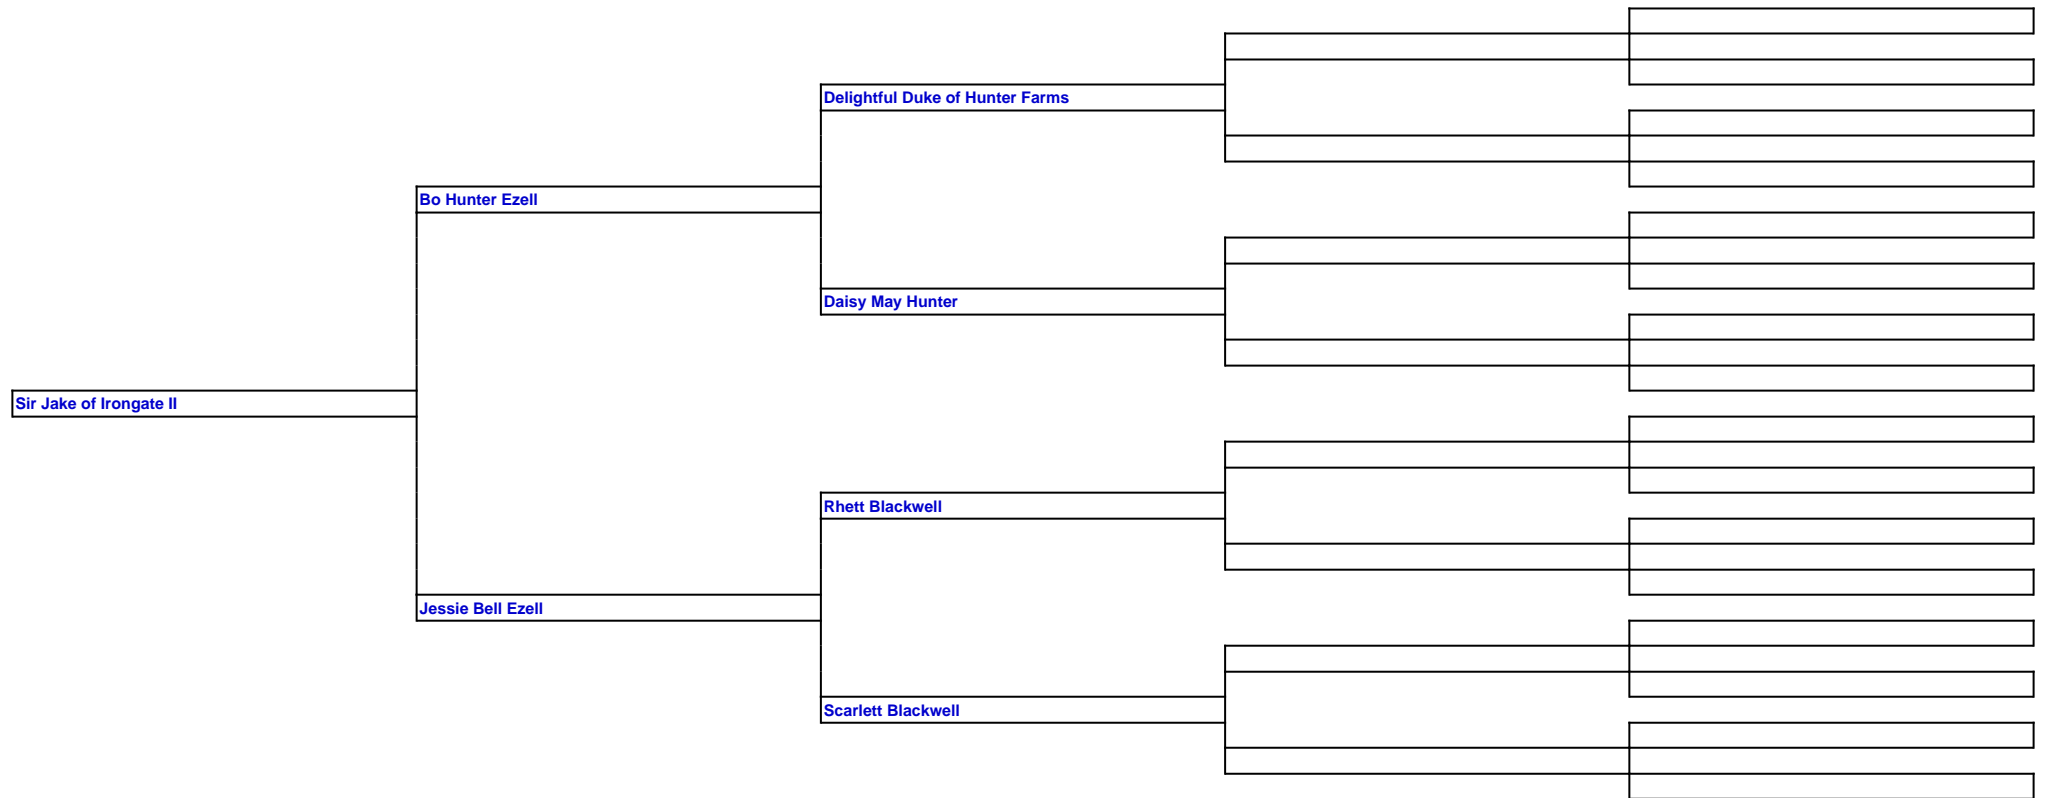 Delightful Duke of Hunter Farms
Bo Hunter Ezell
Daisy May Hunter
Sir Jake of Irongate II
Rhett Blackwell
Jessie Bell Ezell
Scarlett Blackwell